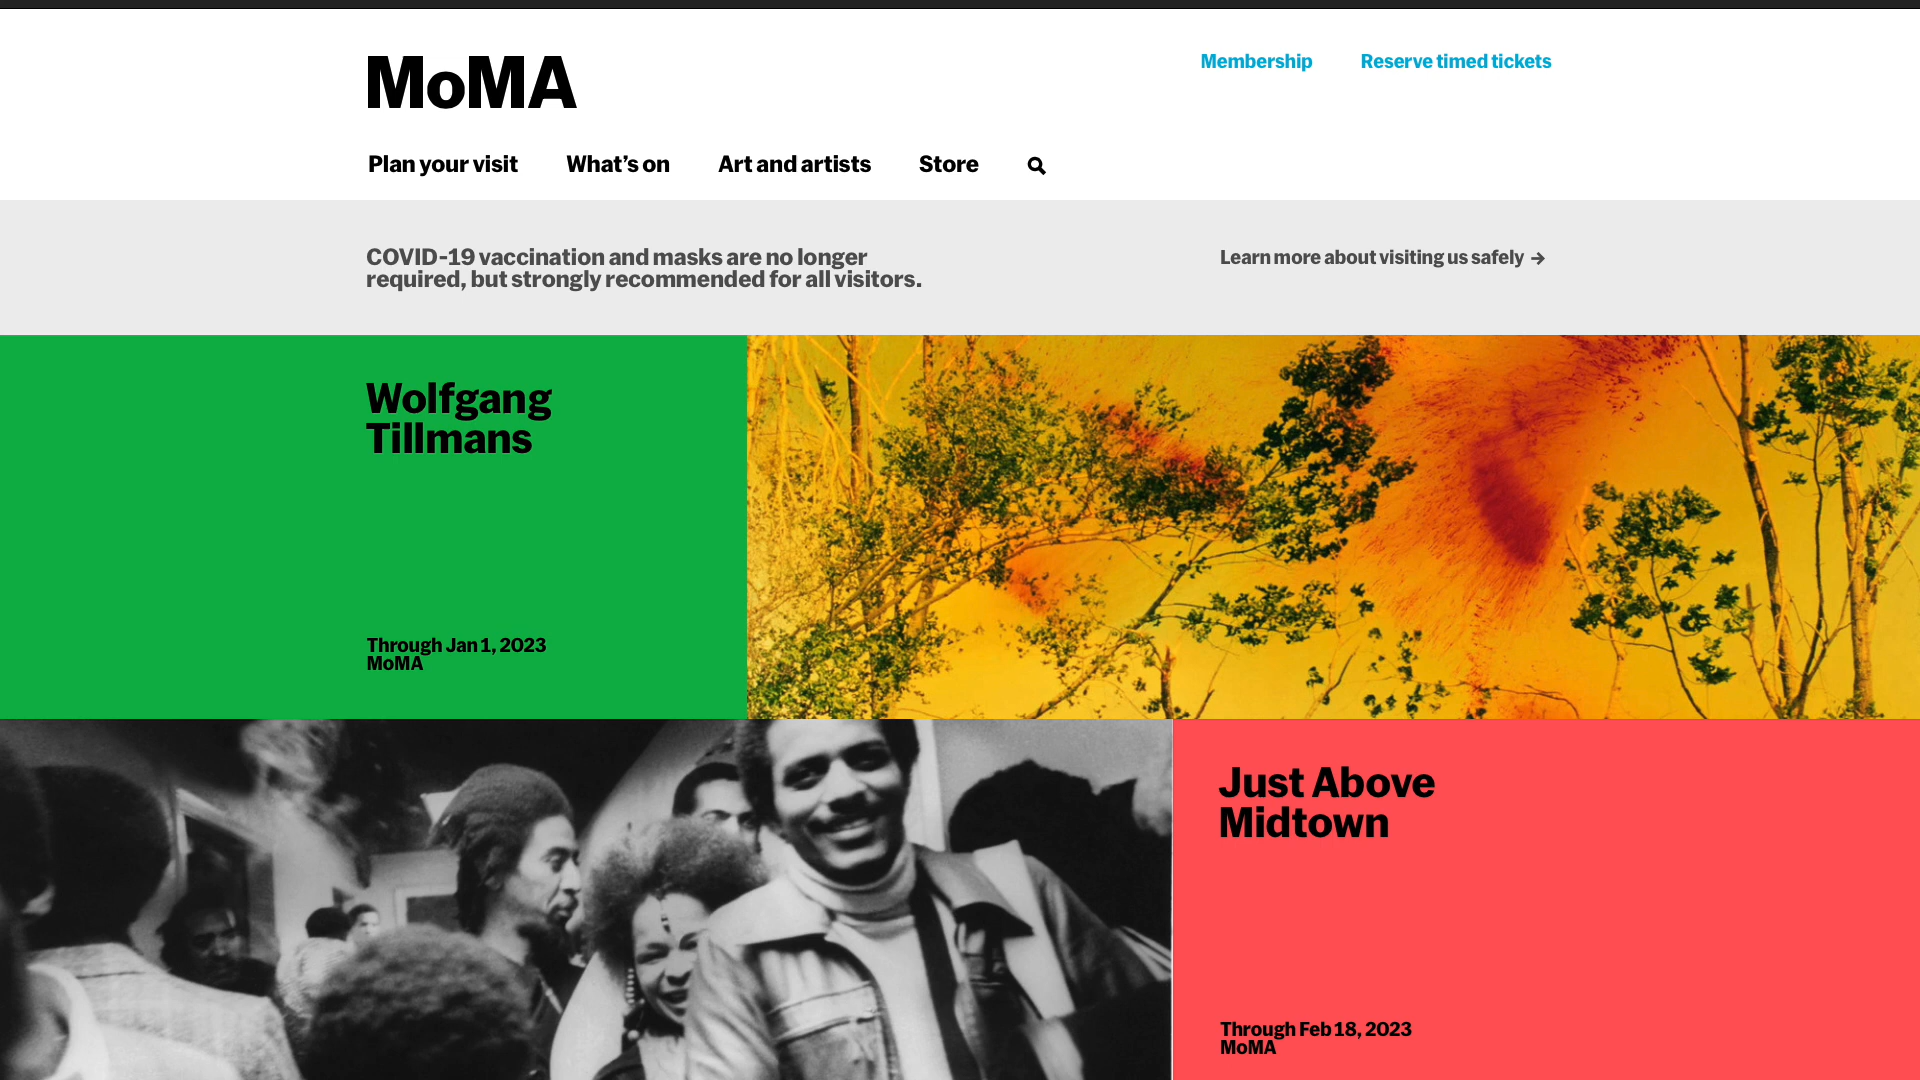 MoMA
Membership
Reserve timed tickets
Plan your visit
What’s on
Art and artists
Store
COVID-19 vaccination and masks are no longer
required, but strongly recommended for all visitors.
Learn more about visiting us safely →
Wolfgang
Tillmans
Through Jan 1, 2023
MoMA
Just Above
Midtown
Through Feb 18, 2023
MoMA